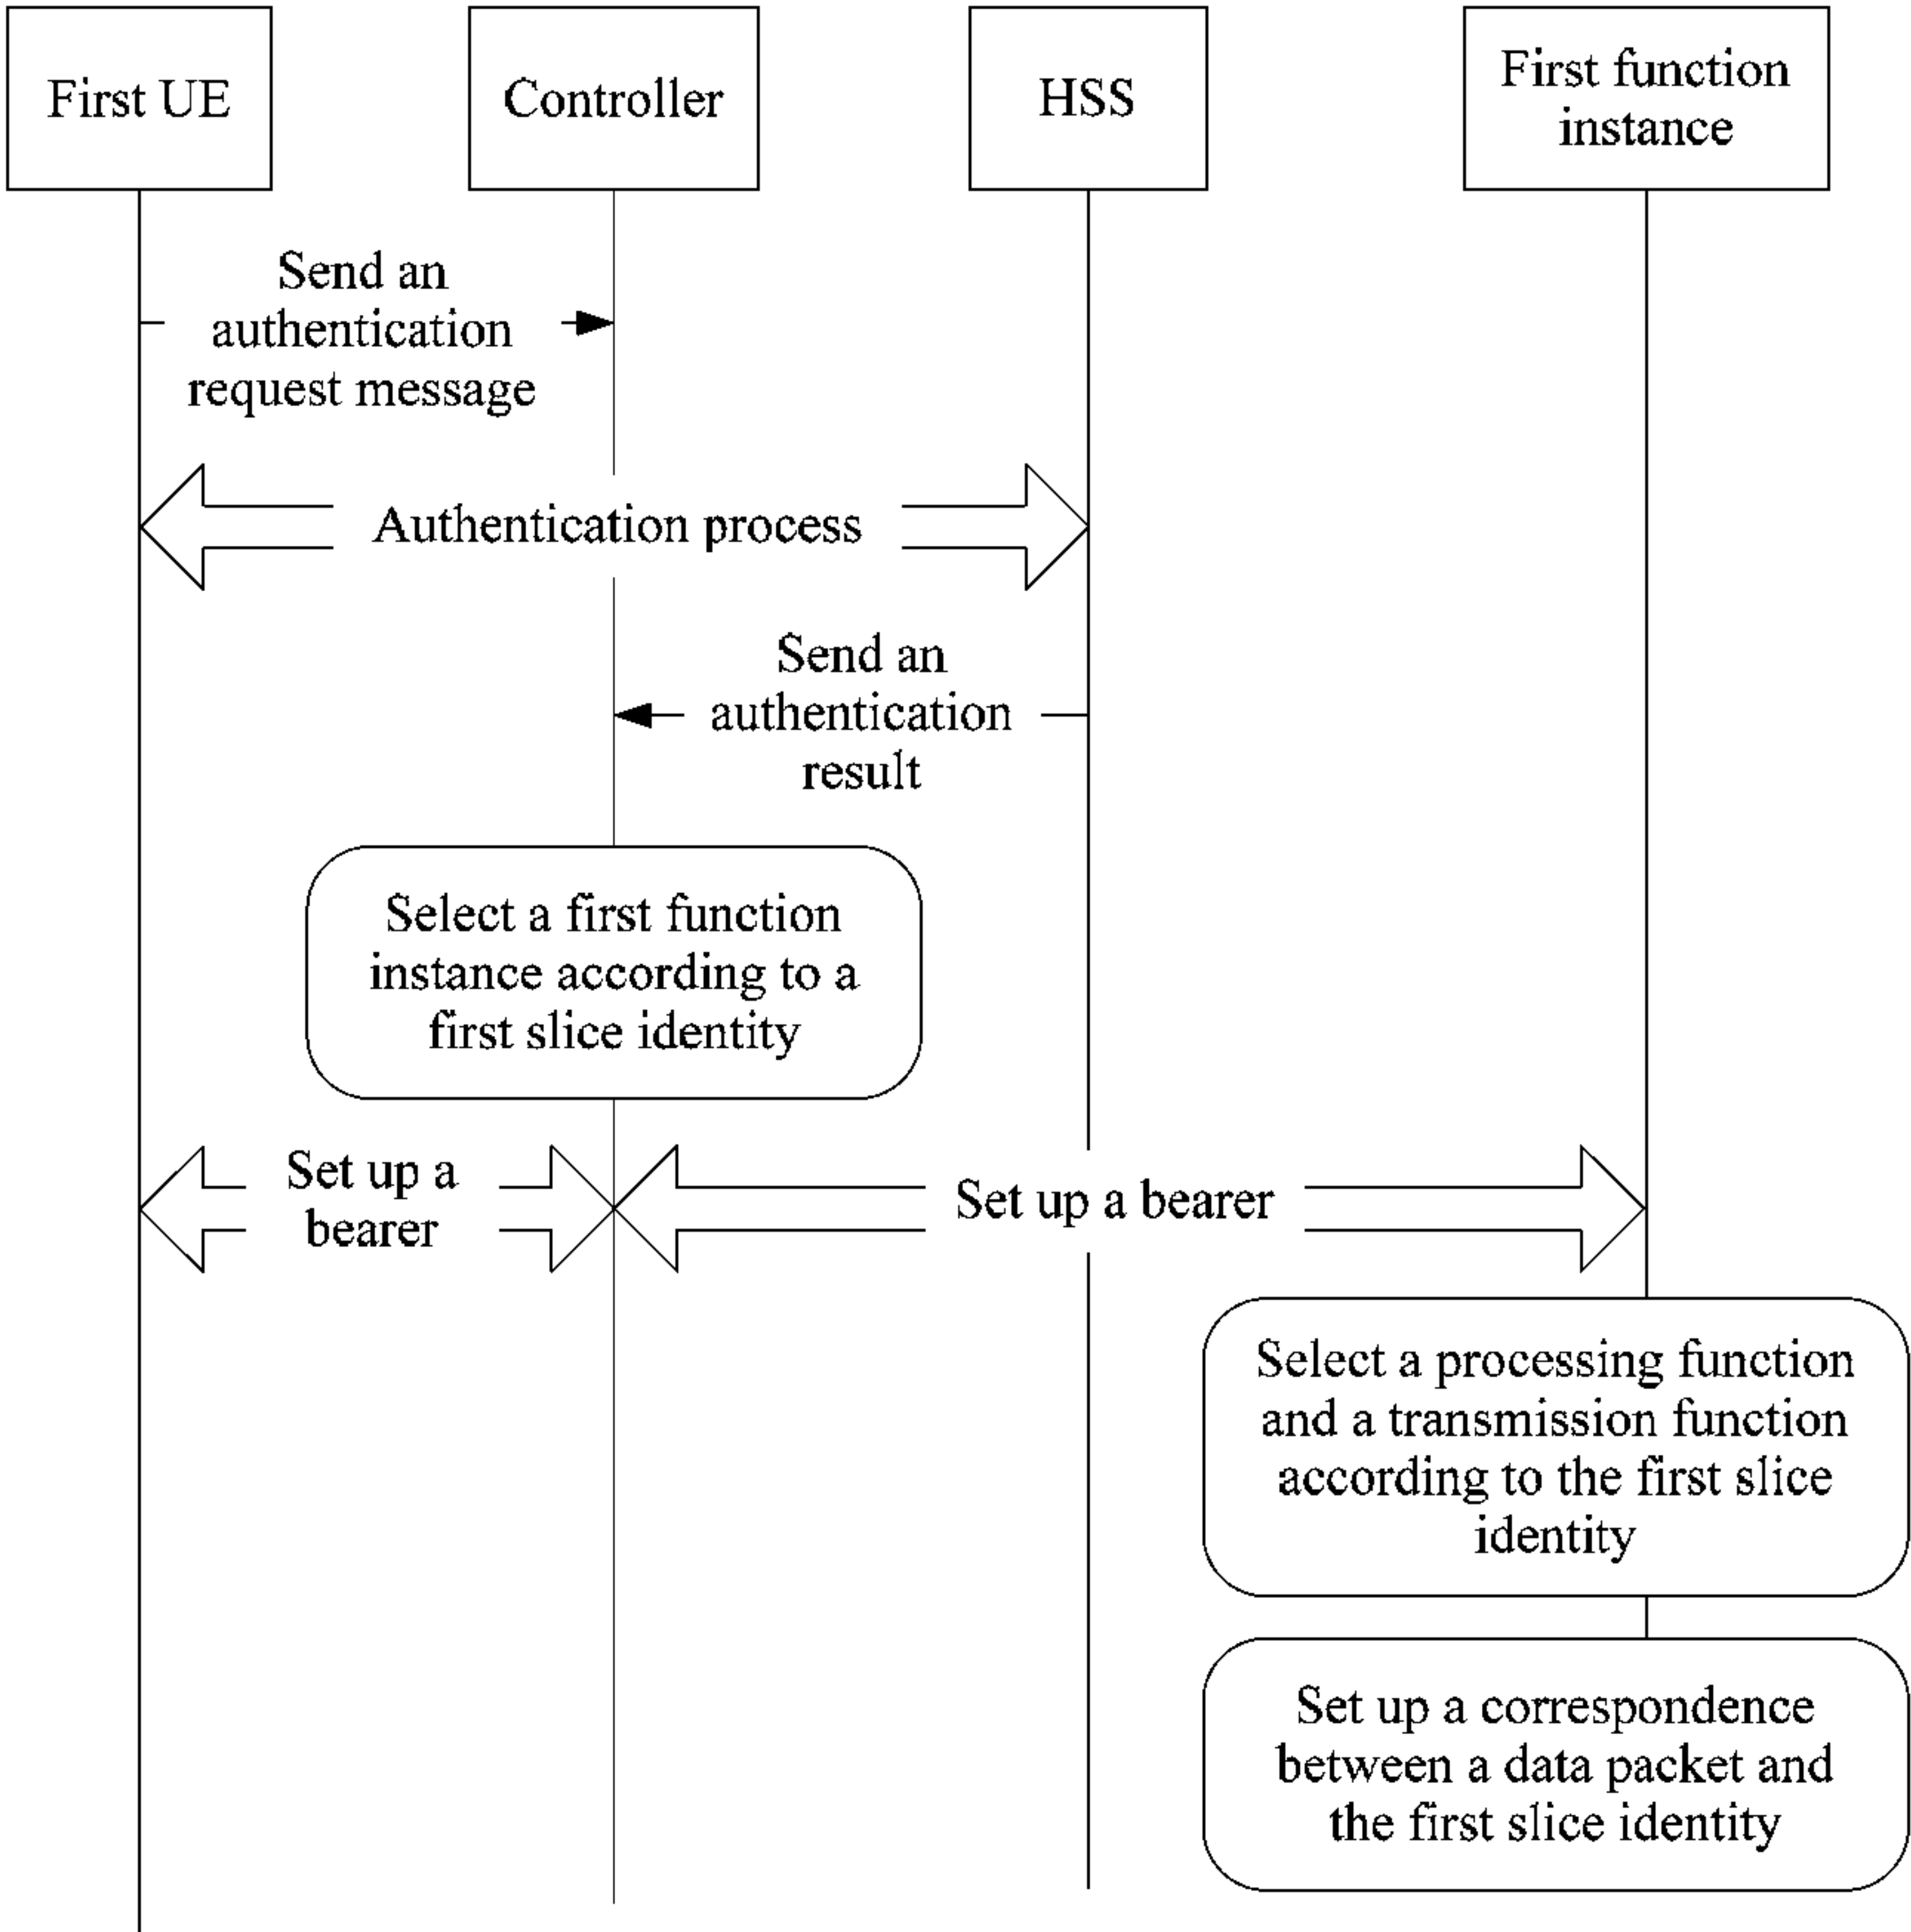 First UE
Controller
HSS
First function
instance
Send an
authentication
request message
Authentication process
Send an
authentication
result
Select a first function
instance according to a
first slice identity
Set up a
bearer
Set up a bearer
Select a processing function
and a transmission function
according to the first slice
identity
Set up a correspondence
between a data packet and
the first slice identity